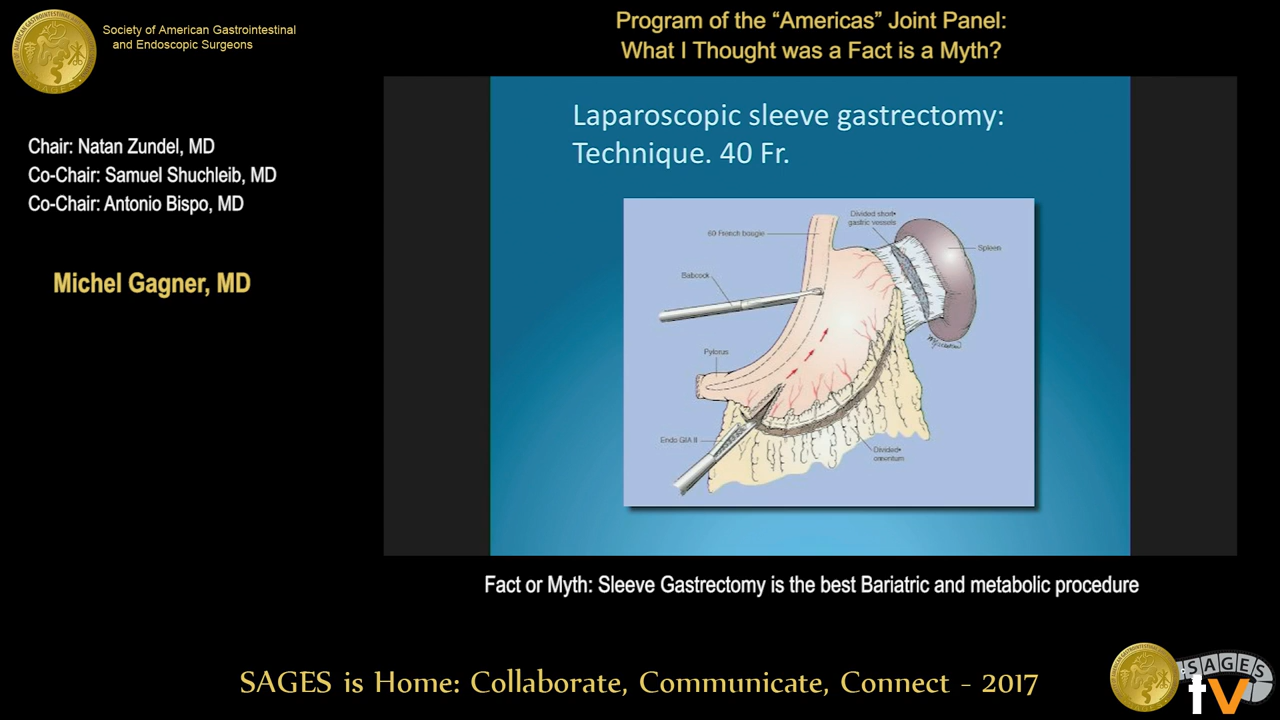 Society of American Gastrointestinal
and Endoscopic Surgeons
Program of the “Americas” Joint Panel:
What I Thought was a Fact is a Myth?
Chair: Natan Zundel, MD
Co-Chair: Samuel Shuchleib, MD
Co-Chair: Antonio Bispo, MD
Michel Gagner, MD
Laparoscopic sleeve gastrectomy:
Technique. 40 Fr.
Divided short
gastric vessels
60 French bougie
Spleen
Babcock
Pylorus
Endo GIA II
Divided
omentum
Fact or Myth: Sleeve Gastrectomy is the best Bariatric and metabolic procedure
SAGES is Home: Collaborate, Communicate, Connect - 2017
SAGES
tv